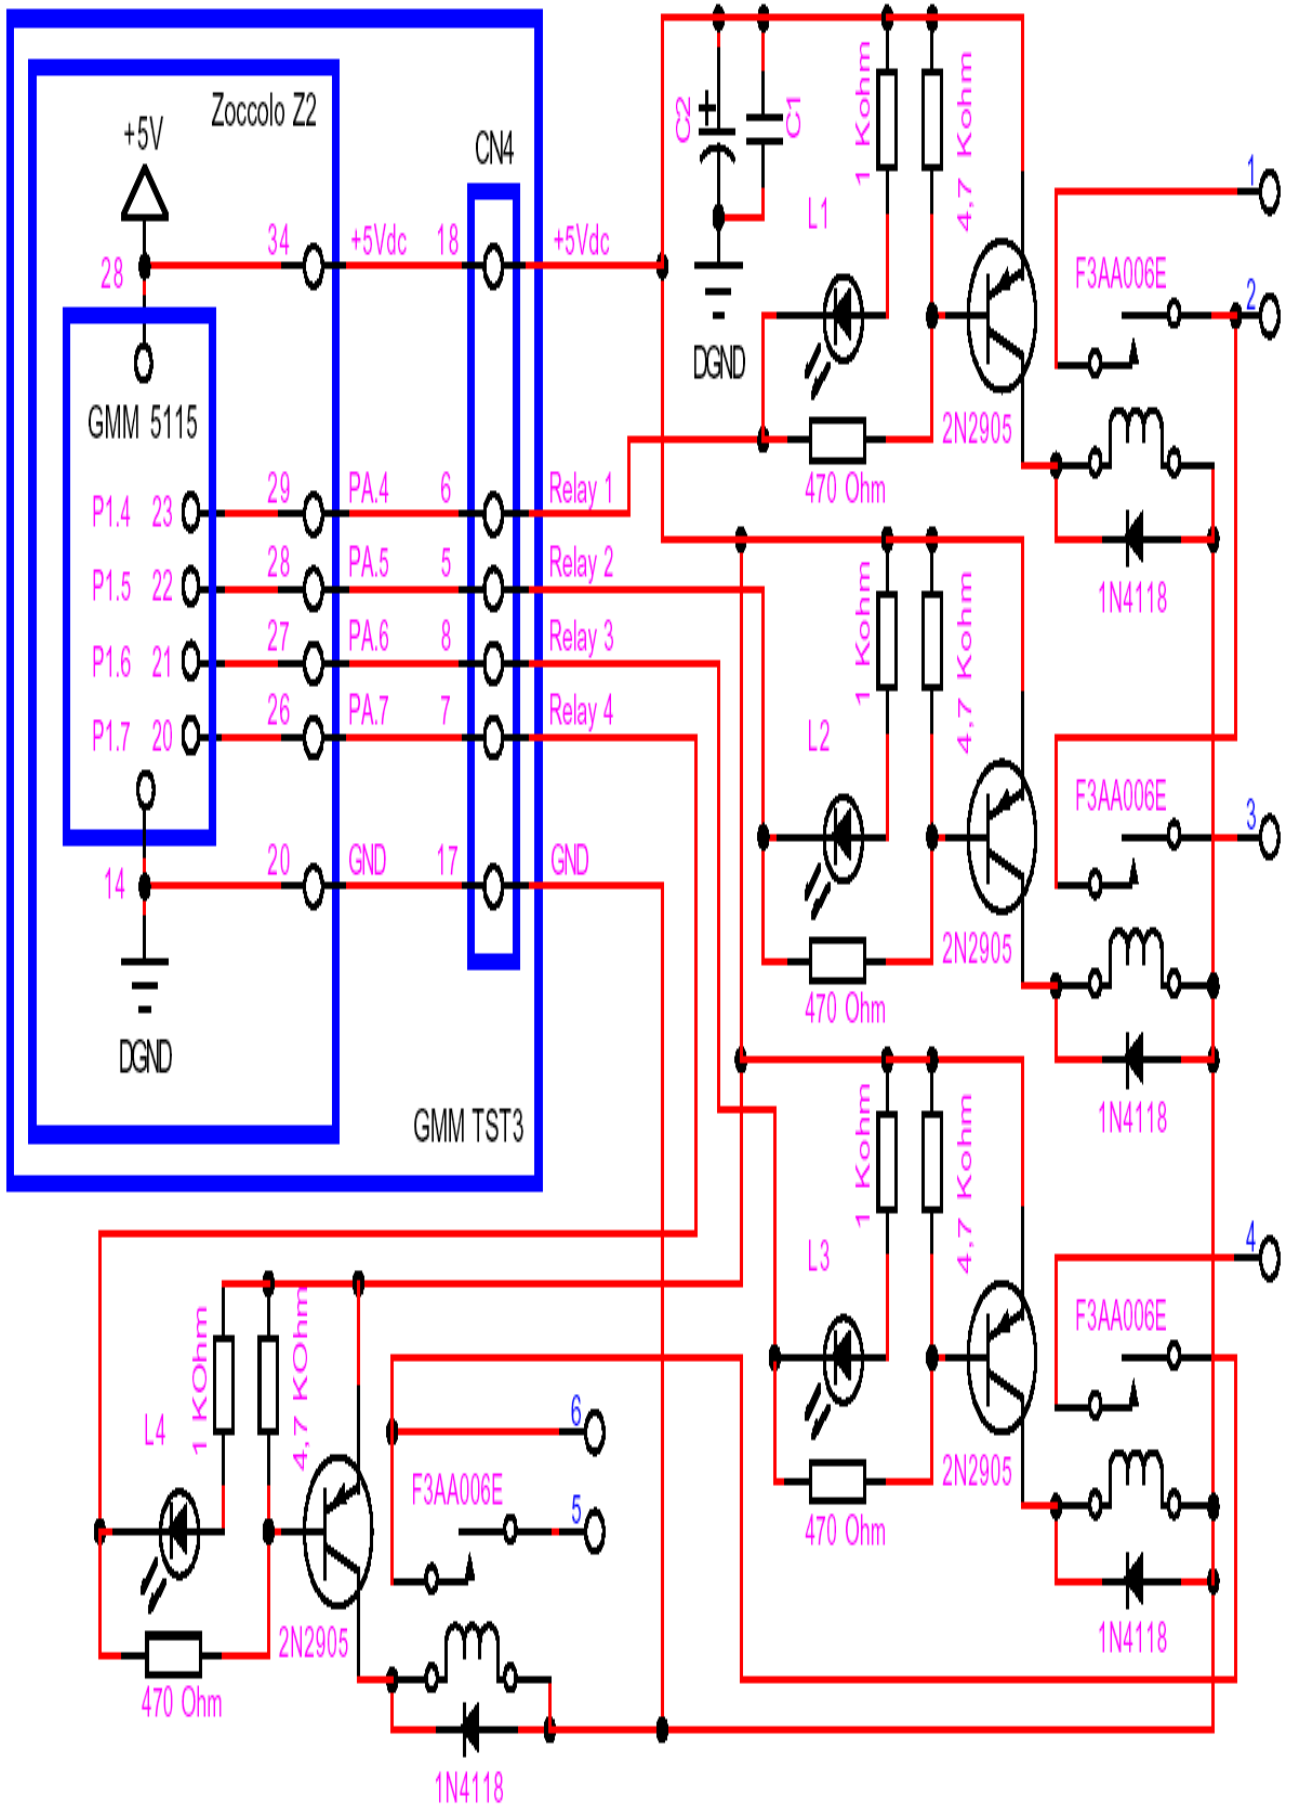 Zoccolo Z2
+5V
CN4
34
+5Vdc
18
+5Vdc
28
GMM 5115
P1.4 23
29
PA.4
6
Relay 1
P1.5 22
28
PA.5
5
Relay 2
P1.6 21
27
PA.6
8
Relay 3
P1.7 20
26
PA.7
7
Relay 4
14
20
GND
17
GND
DGND
GMM TST3
C2
+
C1
DGND
1 Kohm
4,7 Kohm
L1
470 Ohm
2N2905
F3AA006E
1
2
1N4118
1 Kohm
4,7 Kohm
L2
470 Ohm
2N2905
F3AA006E
3
1N4118
1 Kohm
4,7 Kohm
L3
470 Ohm
2N2905
F3AA006E
4
1N4118
1 KOhm
4,7 KOhm
L4
470 Ohm
2N2905
F3AA006E
6
5
1N4118